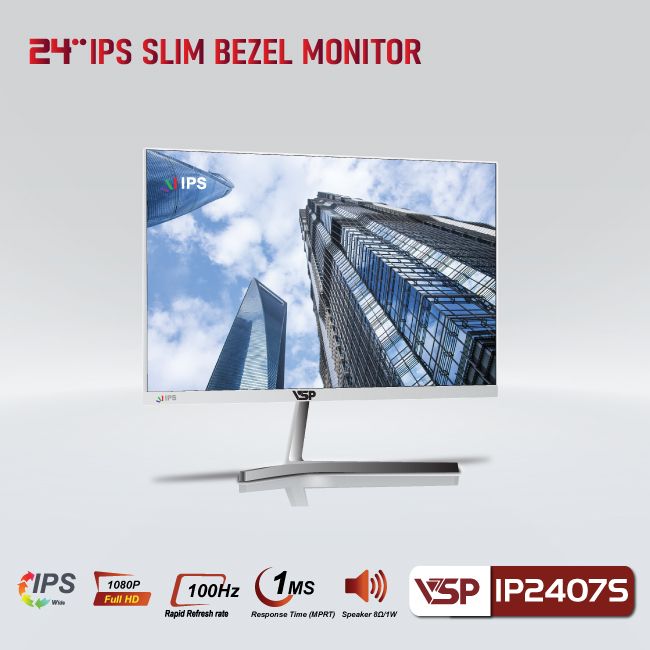 24" IPS SLIM BEZEL MONITOR
IPS
IPS
VSP
IPS
Wide
1080P
Full HD
100Hz
Rapid Refresh rate
1MS
Response Time (MPRT)
Speaker 8Ω/1W
VSP
IP2407S